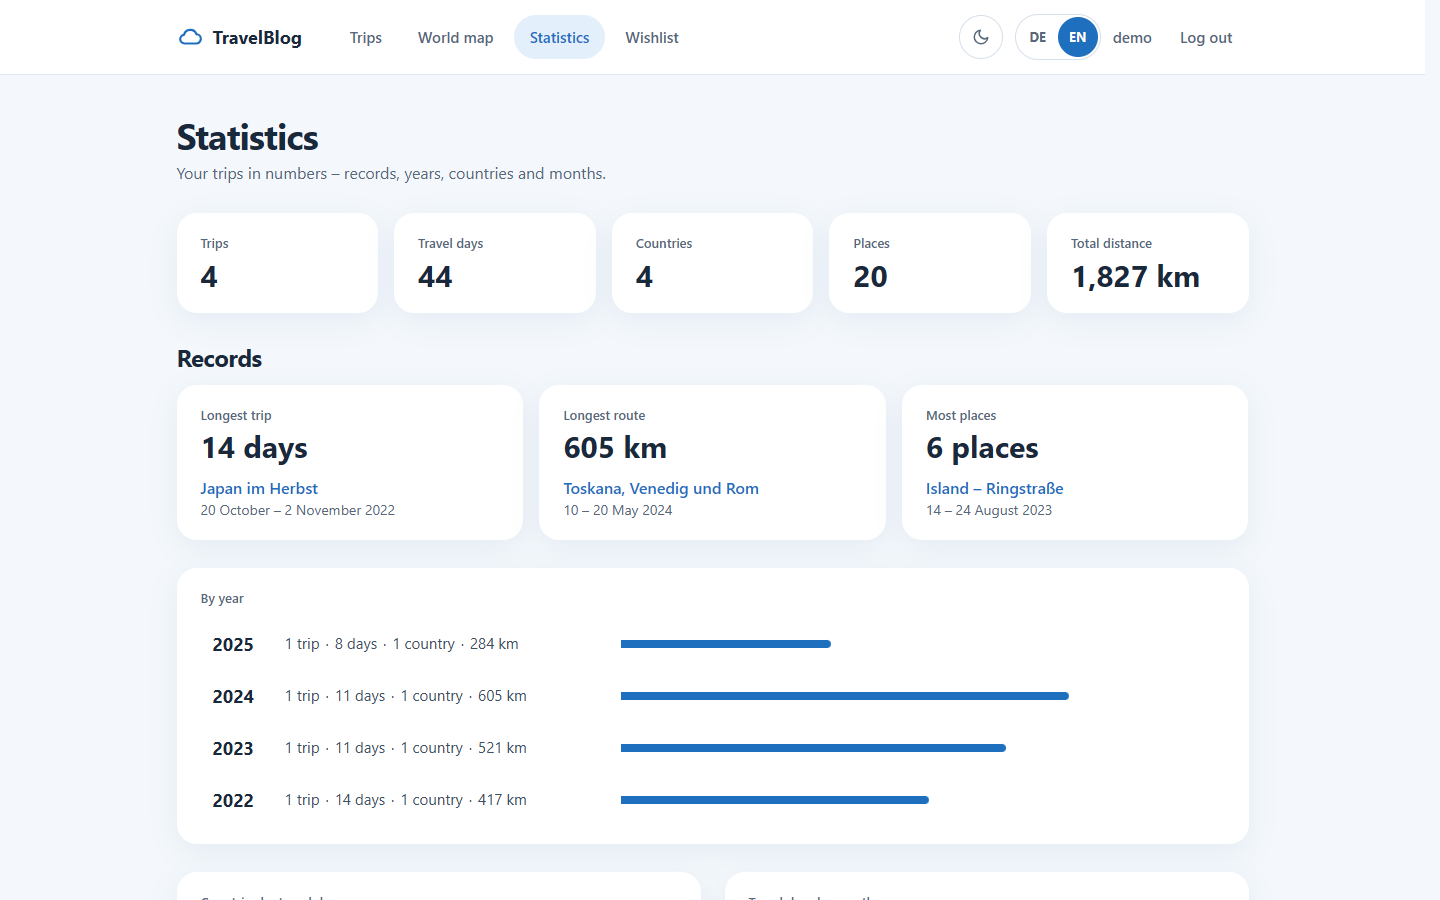 TravelBlog Trips World map Statistics Wishlist DE EN demo Log out
Statistics
Your trips in numbers – records, years, countries and months.
Trips Travel days Countries Places Total distance
4 44 4 20 1,827 km
Records
Longest trip Longest route Most places
14 days 605 km 6 places
Japan im Herbst Toskana, Venedig und Rom Island – Ringstraße
20 October – 2 November 2022 10 – 20 May 2024 14 – 24 August 2023
By year
2025 1 trip · 8 days · 1 country · 284 km
2024 1 trip · 11 days · 1 country · 605 km
2023 1 trip · 11 days · 1 country · 521 km
2022 1 trip · 14 days · 1 country · 417 km